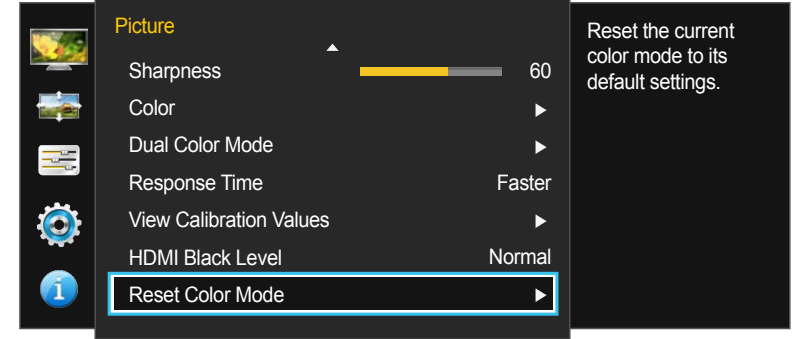 Picture
Sharpness 60
Color
Dual Color Mode
Response Time Faster
View Calibration Values
HDMI Black Level Normal
Reset Color Mode
Reset the current
color mode to its
default settings.